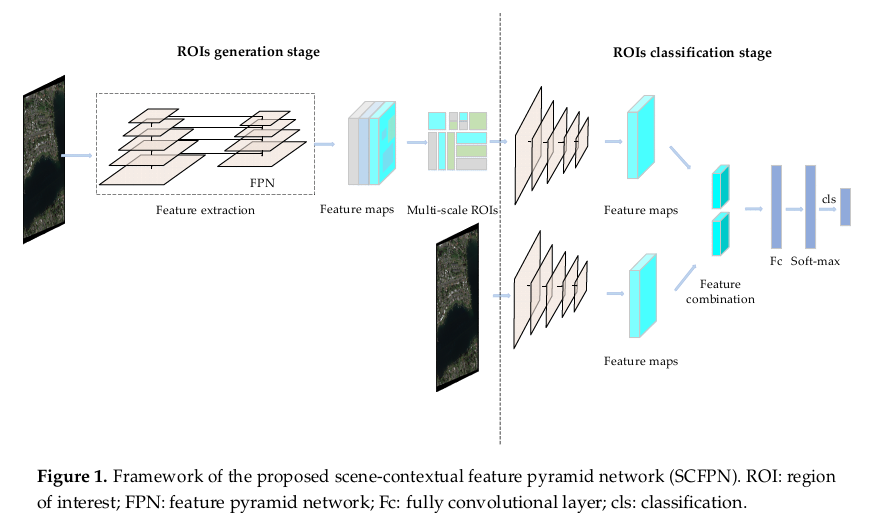 ROIs generation stage
ROIs classification stage
FPN
Feature extraction
Feature maps
Multi-scale ROIs
Feature maps
Feature maps
Feature
combination
Fc
Soft-max
cls
Figure 1. Framework of the proposed scene-contextual feature pyramid network (SCFPN). ROI: region
of interest; FPN: feature pyramid network; Fc: fully convolutional layer; cls: classification.